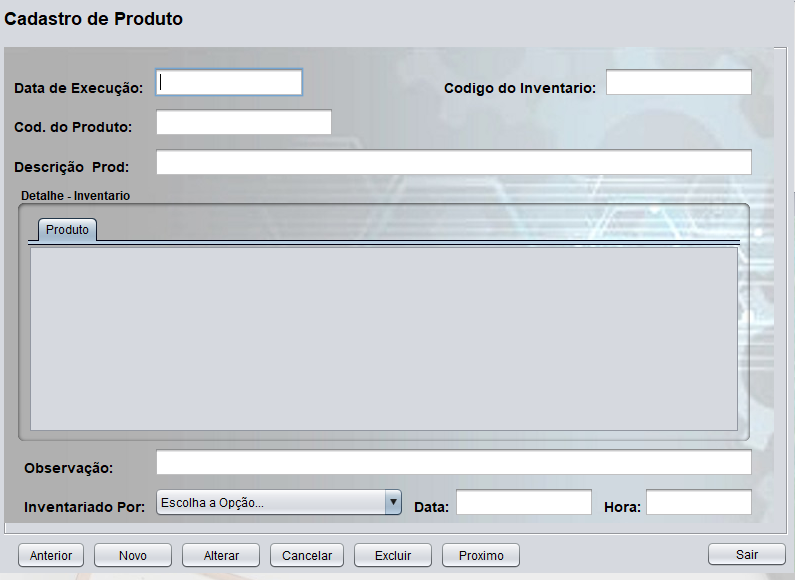 Cadastro de Produto
Data de Execução: Codigo do Inventario:
Cod. do Produto:
Descrição Prod:
Detalhe - Inventario
Produto
Observação:
Inventariado Por: Escolha a Opção... Data: Hora:
Anterior Novo Alterar Cancelar Excluir Proximo Sair